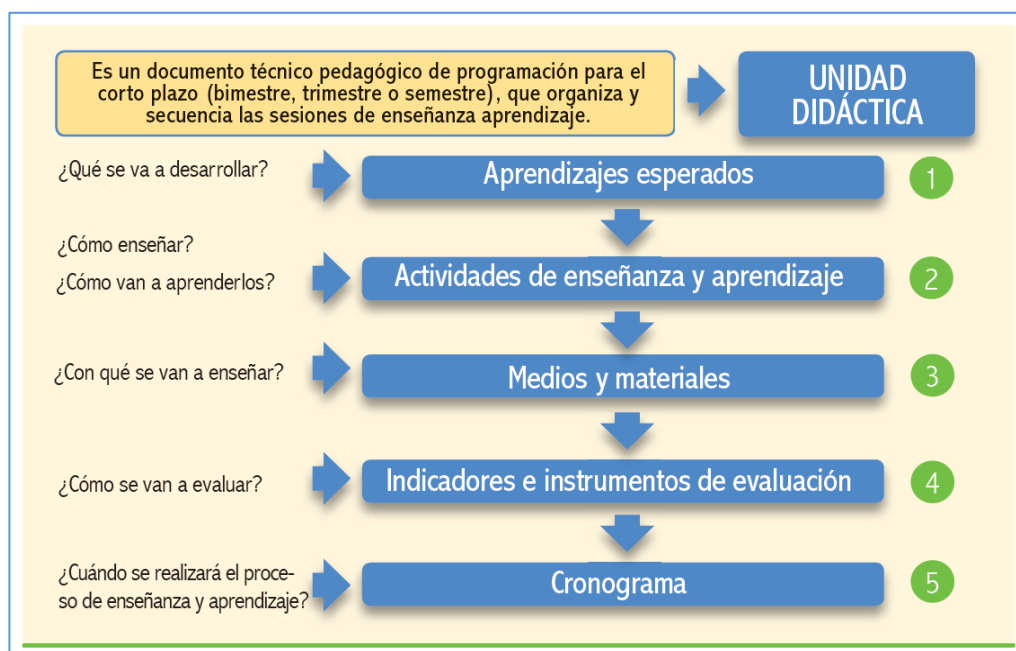 Es un documento técnico pedagógico de programación para el
corto plazo (bimestre, trimestre o semestre), que organiza y
secuencia las sesiones de enseñanza aprendizaje.
UNIDAD
DIDÁCTICA
¿Qué se va a desarrollar?
Aprendizajes esperados
1
¿Cómo enseñar?
¿Cómo van a aprenderlos?
Actividades de enseñanza y aprendizaje
2
¿Con qué se van a enseñar?
Medios y materiales
3
¿Cómo se van a evaluar?
Indicadores e instrumentos de evaluación
4
¿Cuándo se realizará el proce-
so de enseñanza y aprendizaje?
Cronograma
5